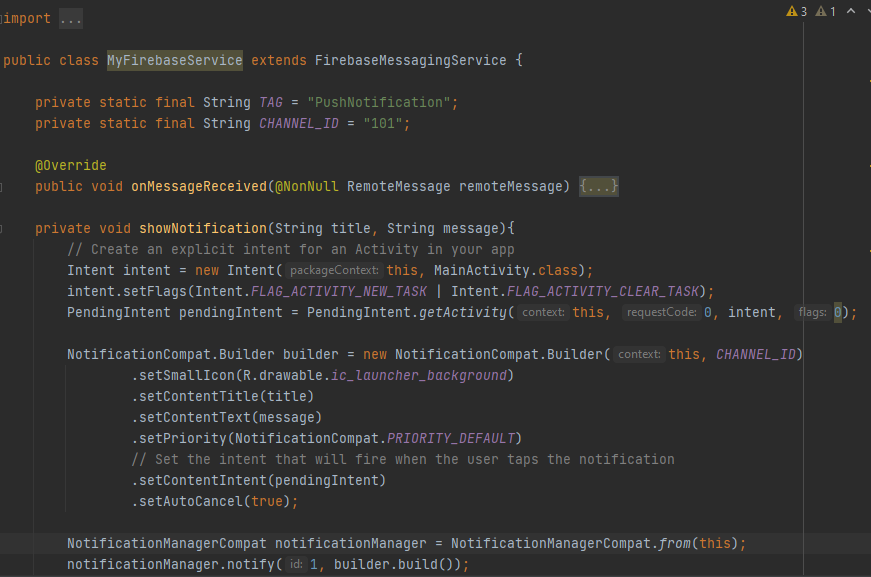 import ...
3 1
public class MyFirebaseService extends FirebaseMessagingService {
private static final String TAG = "PushNotification";
private static final String CHANNEL_ID = "101";
@Override
public void onMessageReceived(@NonNull RemoteMessage remoteMessage) {...}
private void showNotification(String title, String message){
// Create an explicit intent for an Activity in your app
Intent intent = new Intent( packageContext: this, MainActivity.class);
intent.setFlags(Intent.FLAG_ACTIVITY_NEW_TASK | Intent.FLAG_ACTIVITY_CLEAR_TASK);
PendingIntent pendingIntent = PendingIntent.getActivity( context: this, requestCode: 0, intent, flags: 0);
NotificationCompat.Builder builder = new NotificationCompat.Builder( context: this, CHANNEL_ID)
.setSmallIcon(R.drawable.ic_launcher_background)
.setContentTitle(title)
.setContentText(message)
.setPriority(NotificationCompat.PRIORITY_DEFAULT)
// Set the intent that will fire when the user taps the notification
.setContentIntent(pendingIntent)
.setAutoCancel(true);
NotificationManagerCompat notificationManager = NotificationManagerCompat.from(this);
notificationManager.notify( id: 1, builder.build());